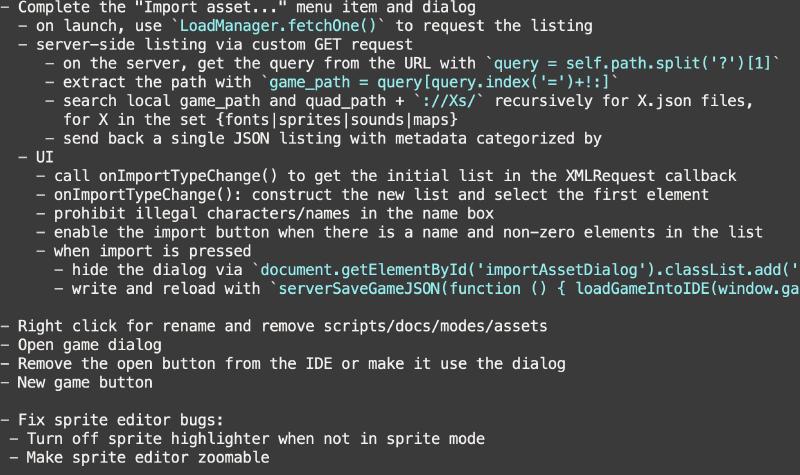 - Complete the "Import asset..." menu item and dialog
- on launch, use `LoadManager.fetchOne()` to request the listing
- server-side listing via custom GET request
- on the server, get the query from the URL with `query = self.path.split('?')[1]`
- extract the path with `game_path = query[query.index('=')+!:]`
- search local game_path and quad_path + `://Xs/` recursively for X.json files,
for X in the set {fonts|sprites|sounds|maps}
- send back a single JSON listing with metadata categorized by
- UI
- call onImportTypeChange() to get the initial list in the XMLRequest callback
- onImportTypeChange(): construct the new list and select the first element
- prohibit illegal characters/names in the name box
- enable the import button when there is a name and non-zero elements in the list
- when import is pressed
- hide the dialog via `document.getElementById('importAssetDialog').classList.add('
- write and reload with `serverSaveGameJSON(function () { loadGameIntoIDE(window.ga
- Right click for rename and remove scripts/docs/modes/assets
- Open game dialog
- Remove the open button from the IDE or make it use the dialog
- New game button
- Fix sprite editor bugs:
- Turn off sprite highlighter when not in sprite mode
- Make sprite editor zoomable